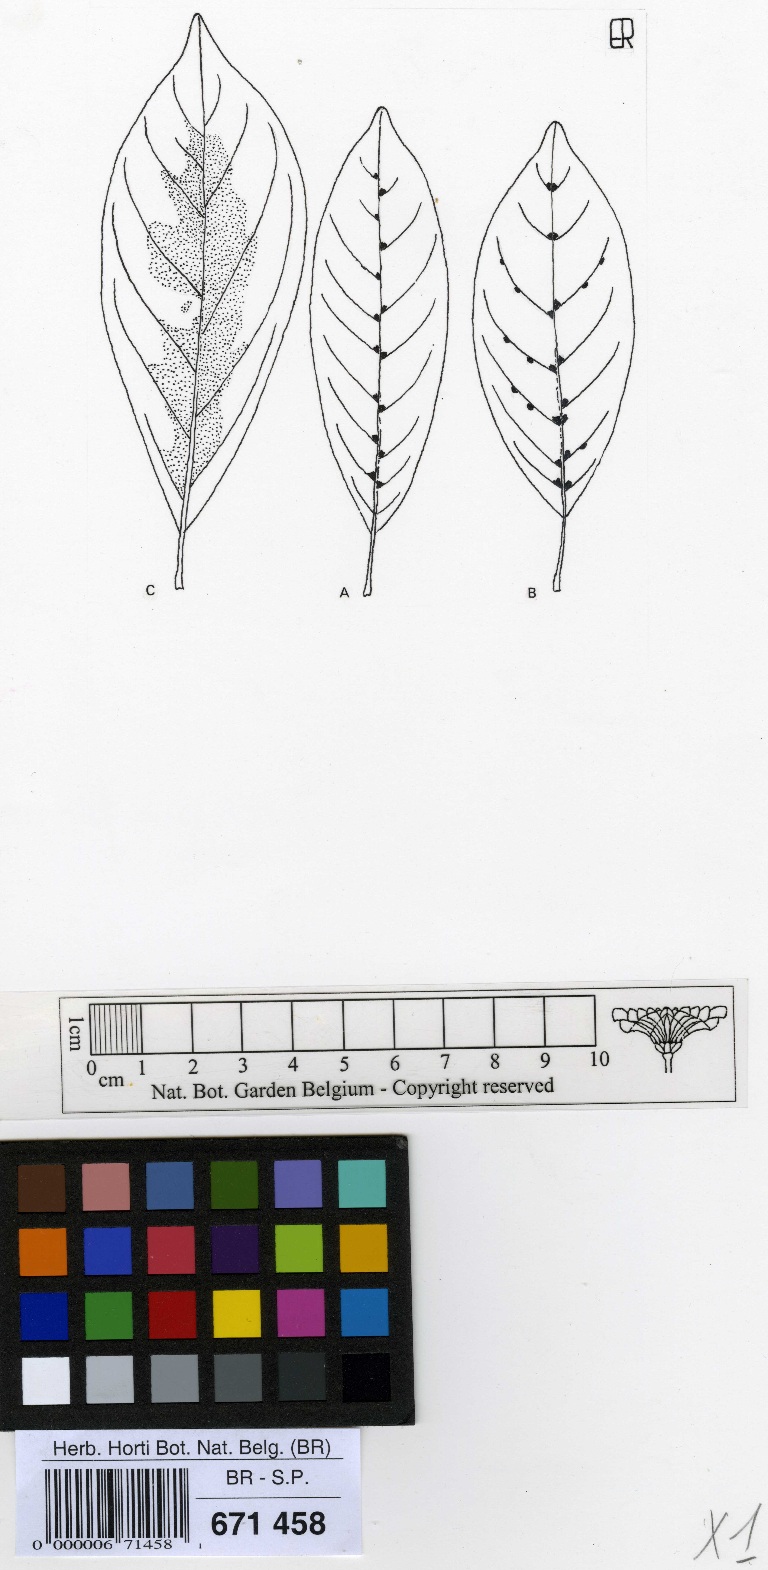 ER
C
A
B
1cm
0 1 2 3 4 5 6 7 8 9 10
cm
Nat. Bot. Garden Belgium - Copyright reserved
Herb. Horti Bot. Nat. Belg. (BR)
BR - S.P.
671 458
0 000006 71458
X1